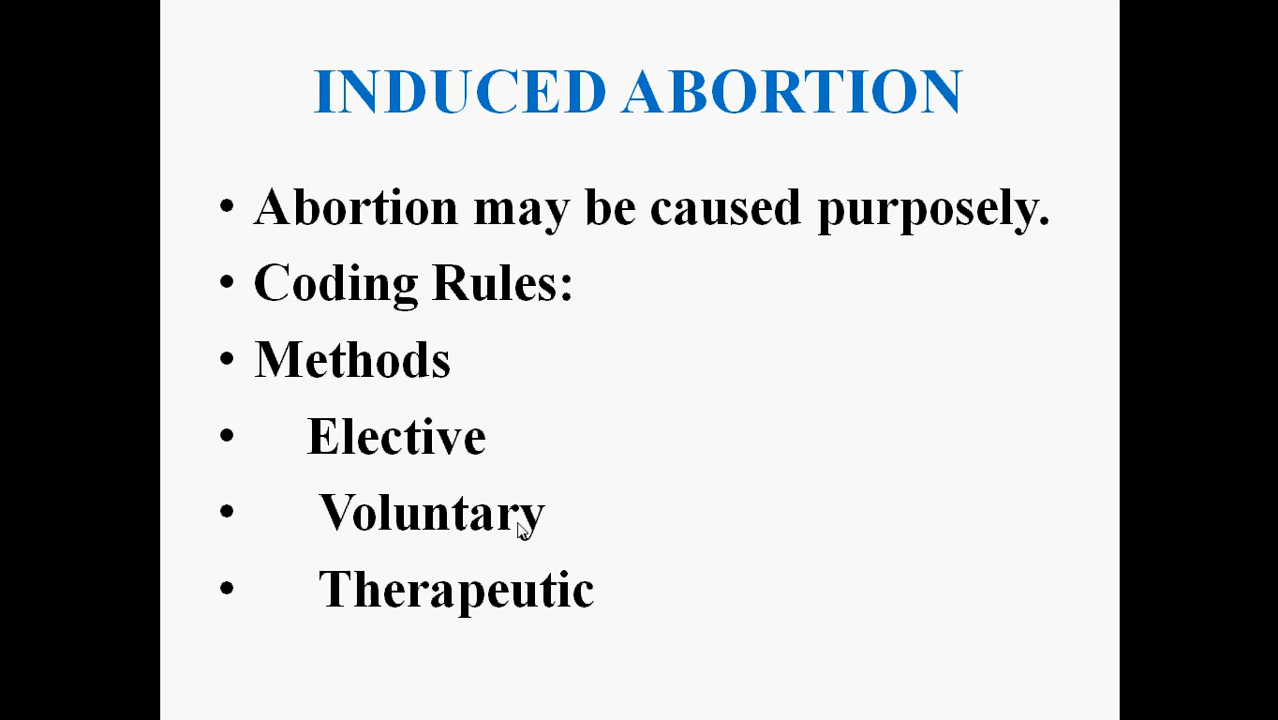 INDUCED ABORTION
• Abortion may be caused purposely.
• Coding Rules:
• Methods
• Elective
• Voluntary
• Therapeutic